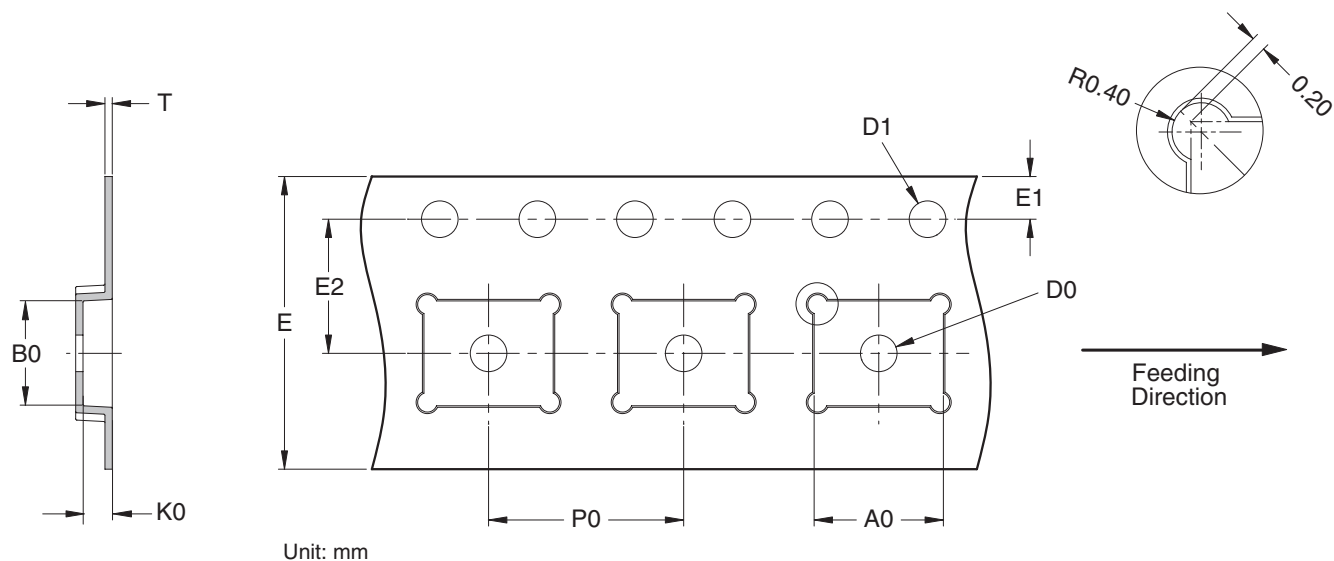 T
R0.40
0.20
D1
E1
E2
D0
E
B0
Feeding
Direction
K0
P0
A0
Unit: mm